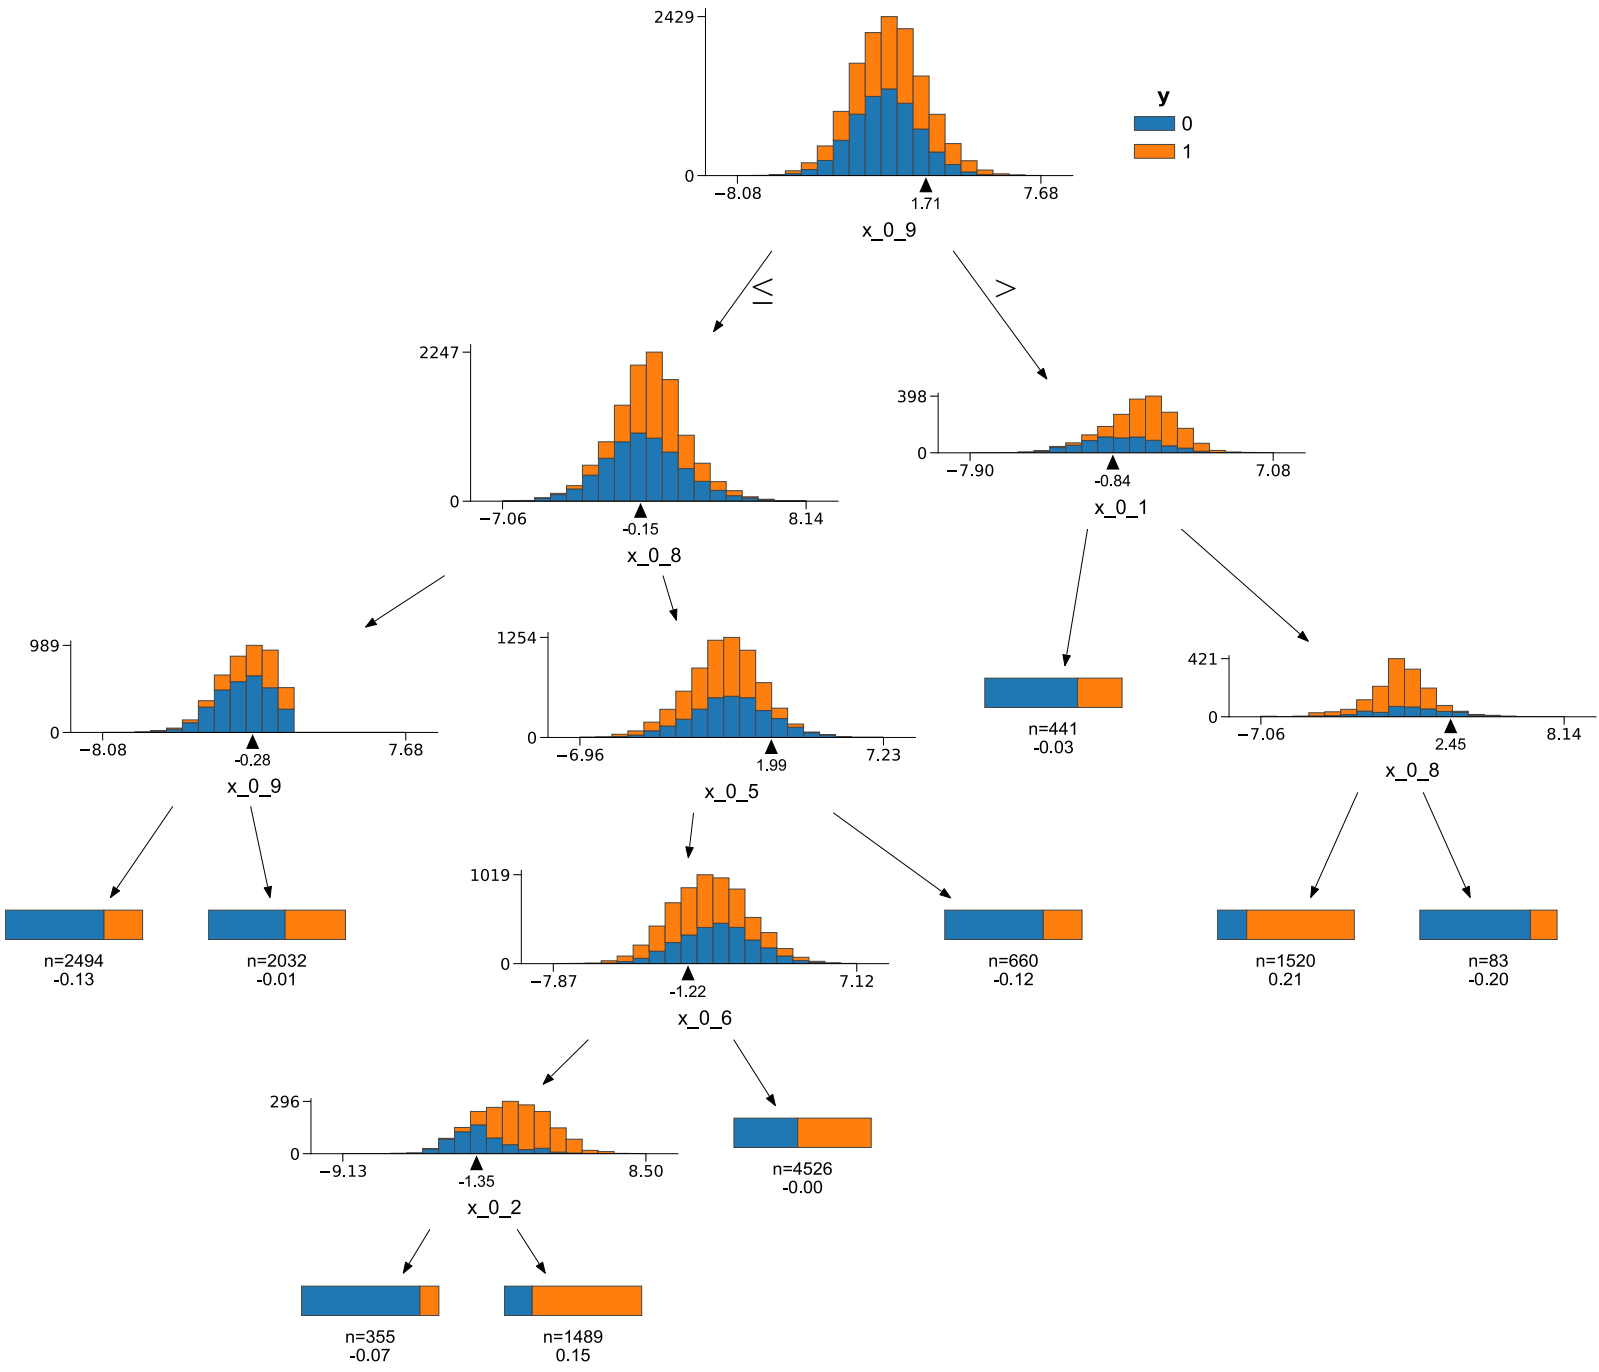 2429
0
−8.08
7.68
1.71
x_0_9
y
0
1
≤
>
2247
0
−7.06
8.14
-0.15
x_0_8
398
0
−7.90
7.08
-0.84
x_0_1
989
0
−8.08
7.68
-0.28
x_0_9
1254
0
−6.96
7.23
1.99
x_0_5
n=441
-0.03
421
0
−7.06
8.14
2.45
x_0_8
n=2494
-0.13
n=2032
-0.01
1019
0
−7.87
7.12
-1.22
x_0_6
n=660
-0.12
n=1520
0.21
n=83
-0.20
296
0
−9.13
8.50
-1.35
x_0_2
n=4526
-0.00
n=355
-0.07
n=1489
0.15